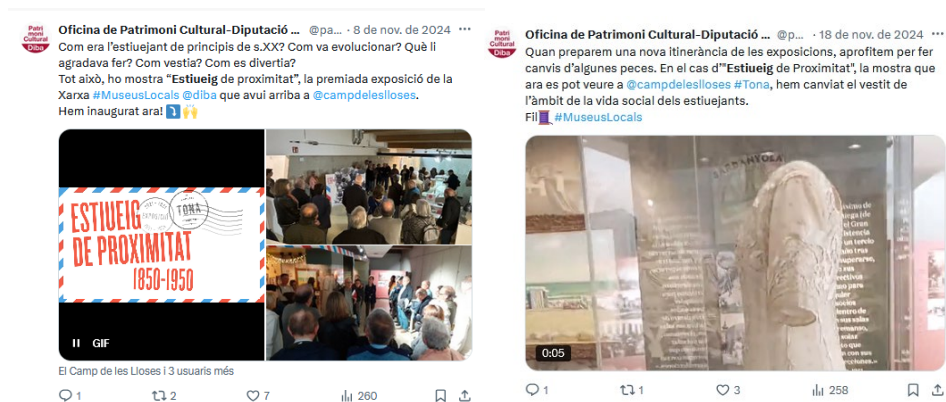 Patri
moni
Cultural
Diba
Oficina de Patrimoni Cultural-Diputació ... @pa... · 8 de nov. de 2024 ···
Com era l'estiuejant de principis de s.XX? Com va evolucionar? Què li
agradava fer? Com vestia? Com es divertia?
Tot això, ho mostra “Estiueig de proximitat”, la premiada exposició de la
Xarxa #MuseusLocals @diba que avui arriba a @campdeleslloses.
Hem inaugurat ara! ⤵️🙌
ESTIUEIG
DE PROXIMITAT
1850-1950
TONA
GIF
El Camp de les Lloses i 3 usuaris més
1 2 7 260
Patri
moni
Cultural
Diba
Oficina de Patrimoni Cultural-Diputació ... @p... · 18 de nov. de 2024 ···
Quan preparem una nova itinerància de les exposicions, aprofitem per fer
canvis d'algunes peces. En el cas d'"Estiueig de Proximitat", la mostra que
ara es pot veure a @campdeleslloses #Tona, hem canviat el vestit de
l'àmbit de la vida social dels estiuejants.
Fil🧵 #MuseusLocals
0:05
1 1 3 258